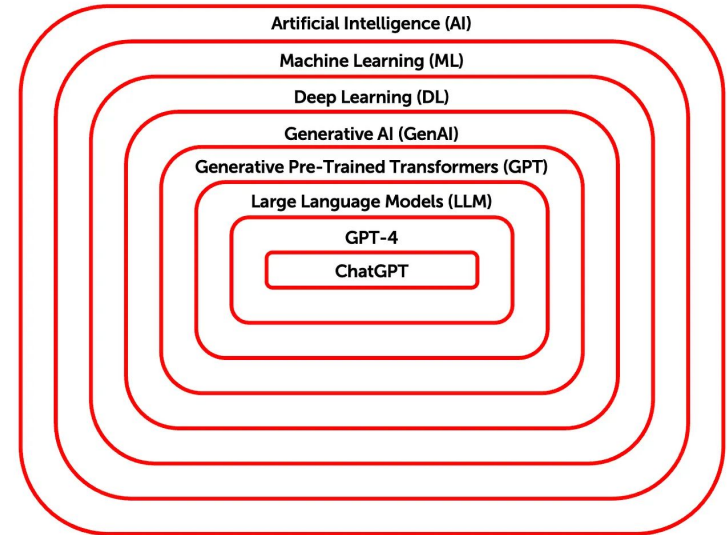 Artificial Intelligence (AI)
Machine Learning (ML)
Deep Learning (DL)
Generative AI (GenAI)
Generative Pre-Trained Transformers (GPT)
Large Language Models (LLM)
GPT-4
ChatGPT